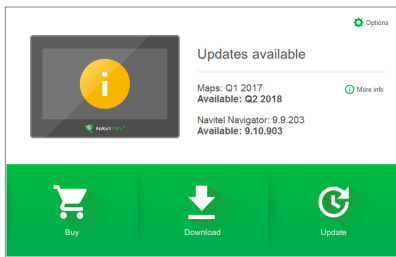 Options
Updates available
Maps: Q1 2017
Available: Q2 2018
More info
Navitel Navigator: 9.9.203
Available: 9.10.903
NAVITEL
Buy
Download
Update